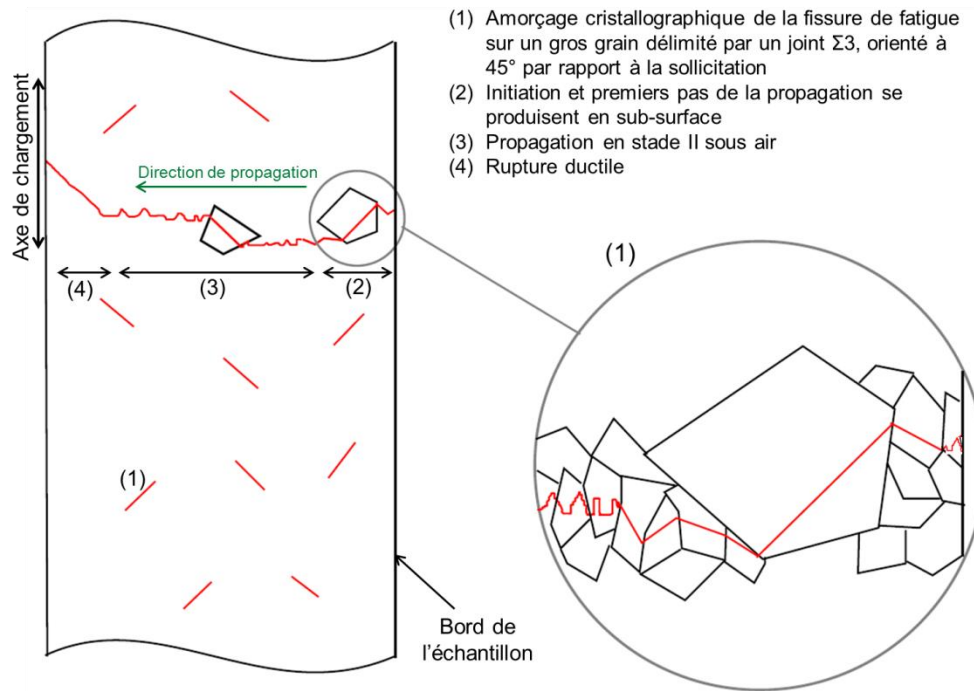 (1) Amorçage cristallographique de la fissure de fatigue
sur un gros grain délimité par un joint Σ3, orienté à
45° par rapport à la sollicitation
(2) Initiation et premiers pas de la propagation se
produisent en sub-surface
(3) Propagation en stade II sous air
(4) Rupture ductile
Axe de chargement
Direction de propagation
(4)
(3)
(2)
(1)
(1)
Bord de
l'échantillon